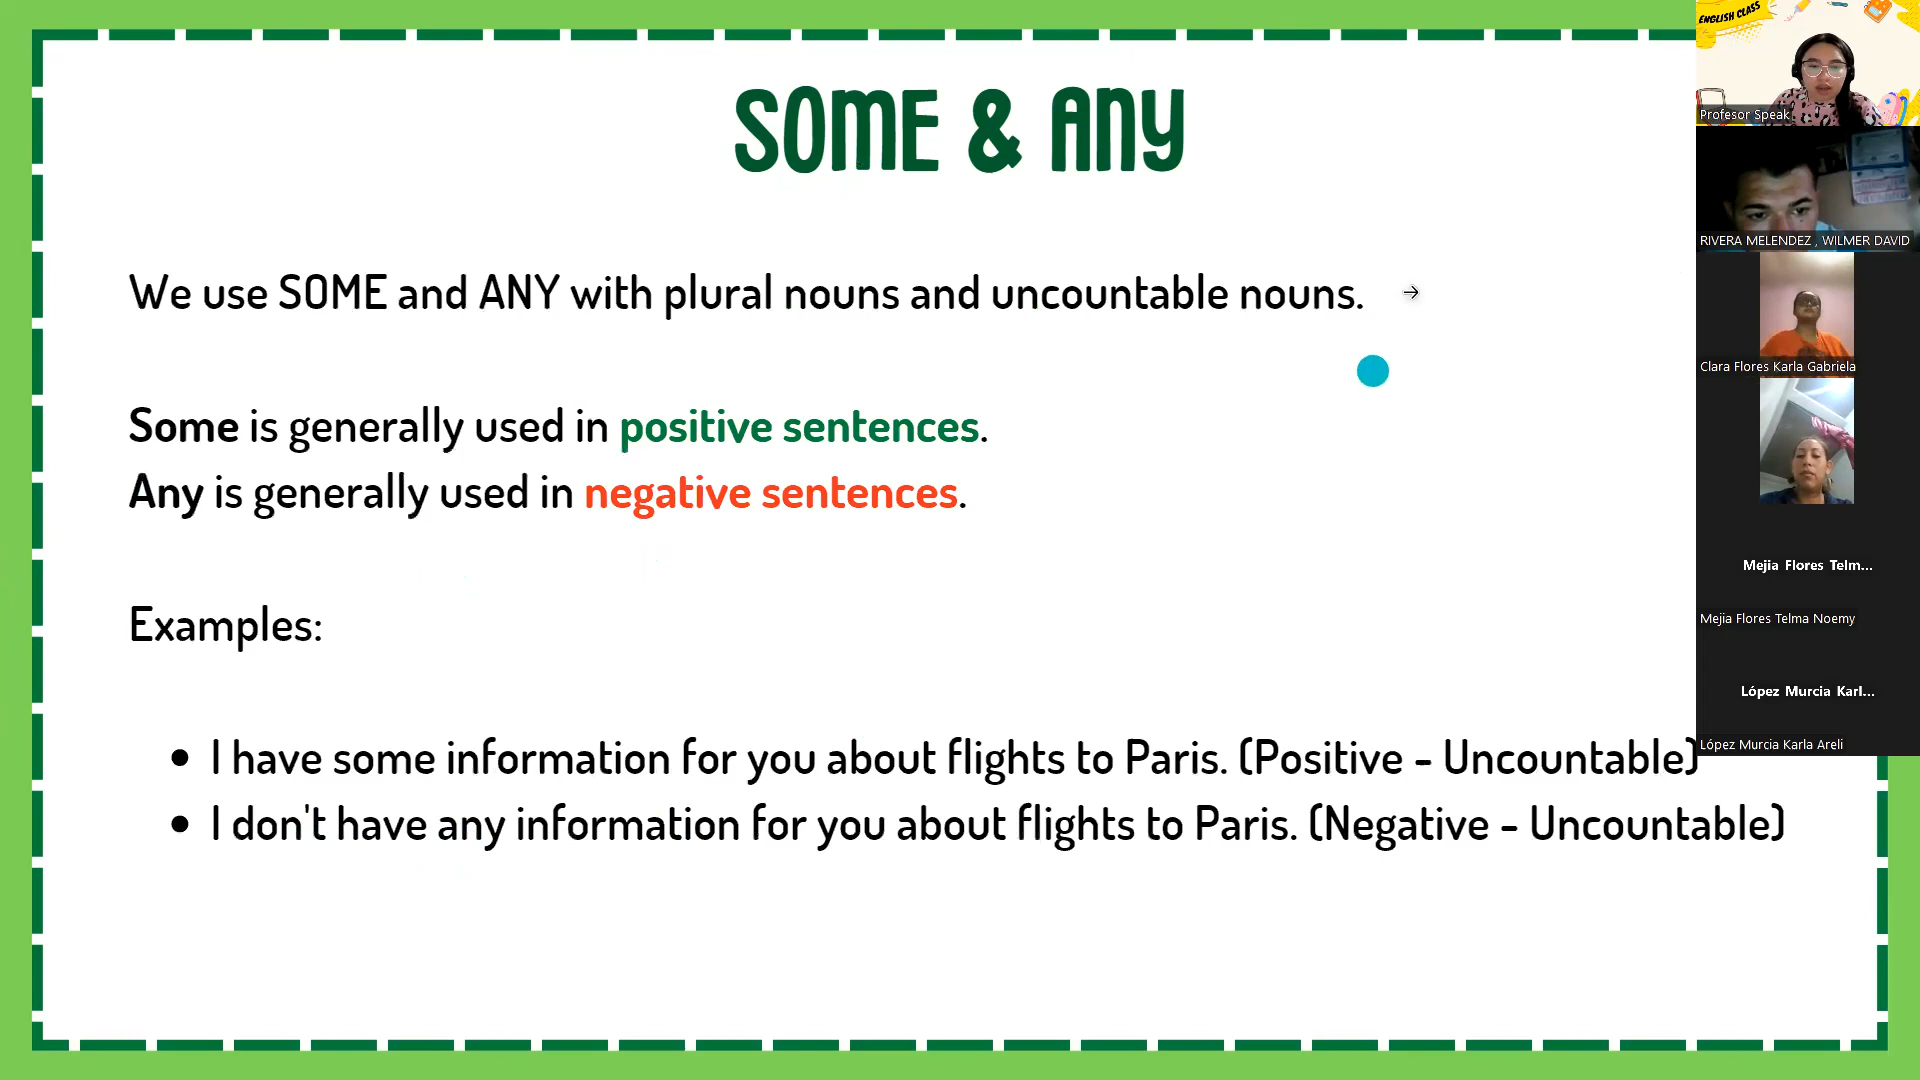 SOME & ANY
We use SOME and ANY with plural nouns and uncountable nouns.
Some is generally used in positive sentences.
Any is generally used in negative sentences.
Examples:
• I have some information for you about flights to Paris. (Positive - Uncountable)
• I don't have any information for you about flights to Paris. (Negative - Uncountable)
ENGLISH CLASS
Profesor Speak
RIVERA MELENDEZ , WILMER DAVID
Clara Flores Karla Gabriela
Mejia Flores Telm...
Mejia Flores Telma Noemy
López Murcia Karl...
López Murcia Karla Areli